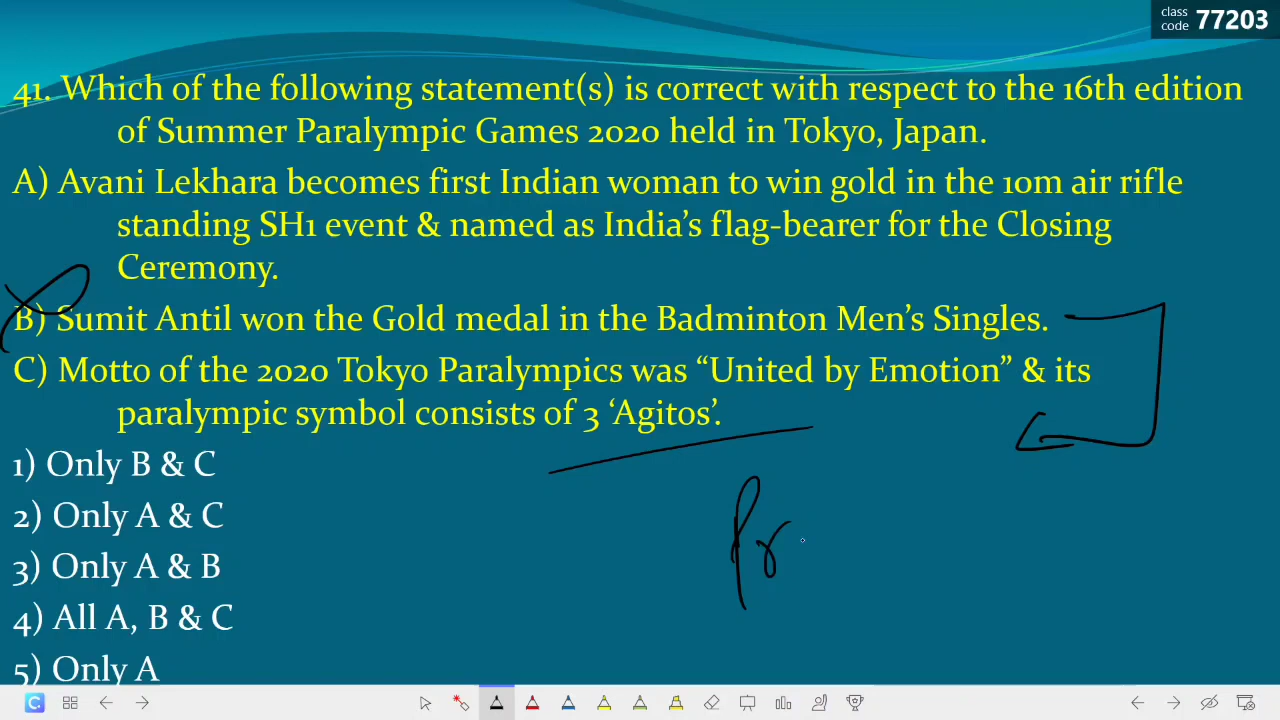 class
code 77203
41. Which of the following statement(s) is correct with respect to the 16th edition
of Summer Paralympic Games 2020 held in Tokyo, Japan.
A) Avani Lekhara becomes first Indian woman to win gold in the 10m air rifle
standing SH1 event & named as India's flag-bearer for the Closing
Ceremony.
B) Sumit Antil won the Gold medal in the Badminton Men's Singles.
C) Motto of the 2020 Tokyo Paralympics was “United by Emotion” & its
paralympic symbol consists of 3 ‘Agitos’.
1) Only B & C
2) Only A & C
Pr
3) Only A & B
4) All A, B & C
5) Only A